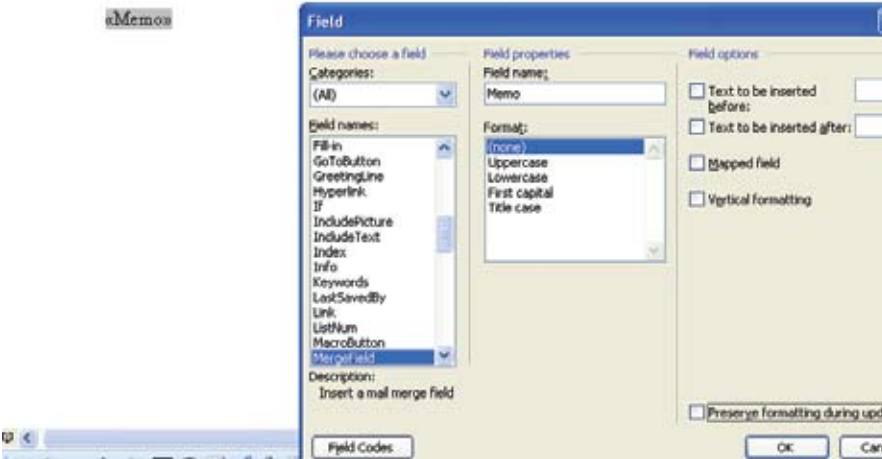 «Memo»
Field
Please choose a field
Categories:
(All)
Field names:
Fill-in
GoToButton
GreetingLine
Hyperlink
If
IncludePicture
IncludeText
Index
Info
Keywords
LastSavedBy
Link
ListNum
MacroButton
MergeField
Description:
Insert a mail merge field
Field Codes
Field properties
Field name:
Memo
Format:
(none)
Uppercase
Lowercase
First capital
Title case
Field options
Text to be inserted
before:
Text to be inserted after:
Mapped field
Vertical formatting
Preserve formatting during upd
OK
Can